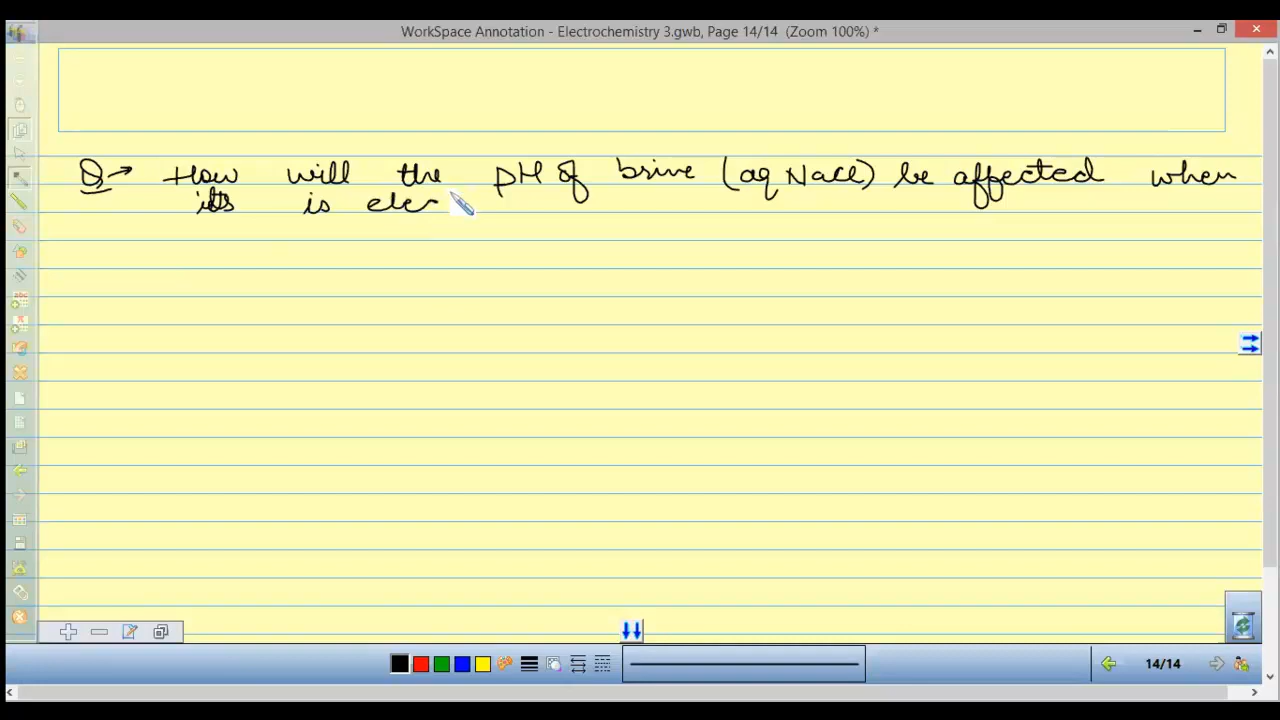 WorkSpace Annotation - Electrochemistry 3.gwb, Page 14/14 (Zoom 100%) *
Q→ How will the pH of brine (aq NaCl) be affected when
its is elec
14/14